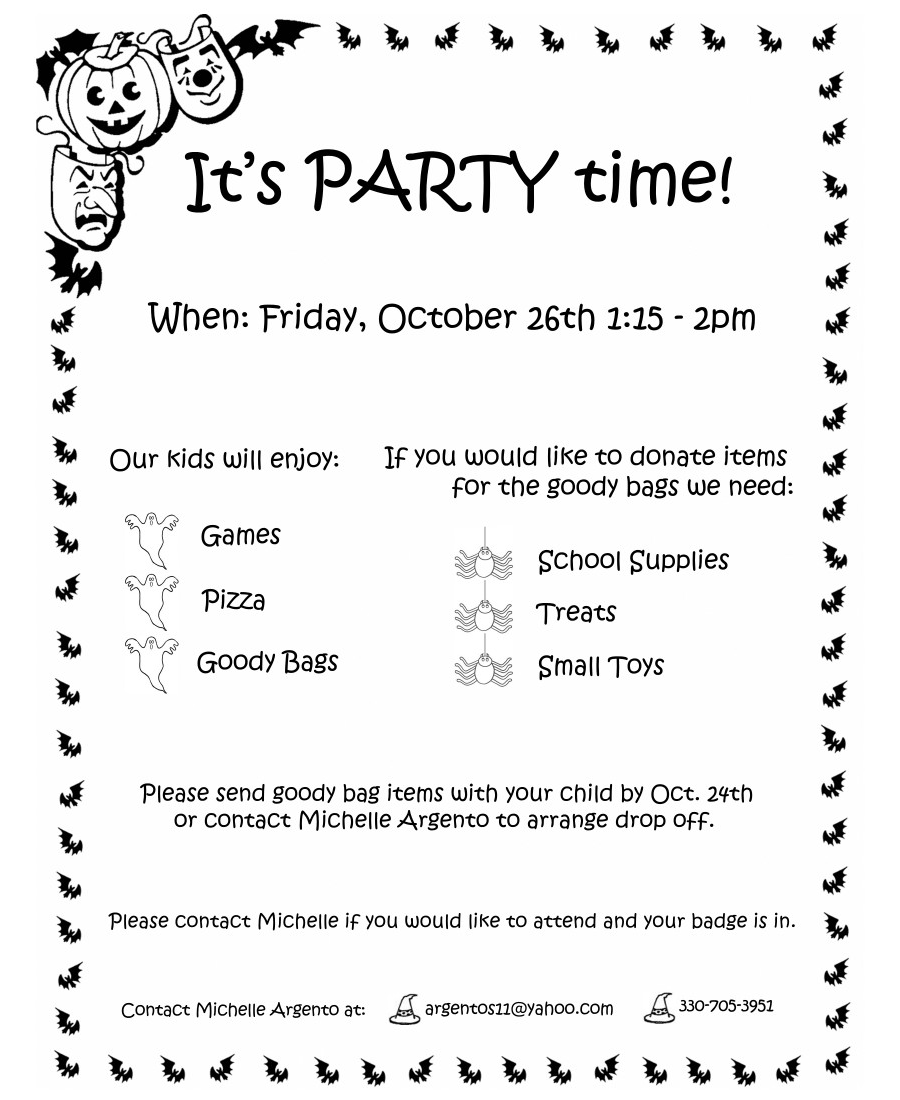 It's PARTY time!
When: Friday, October 26th 1:15 - 2pm
Our kids will enjoy:
Games
Pizza
Goody Bags
If you would like to donate items
for the goody bags we need:
School Supplies
Treats
Small Toys
Please send goody bag items with your child by Oct. 24th
or contact Michelle Argento to arrange drop off.
Please contact Michelle if you would like to attend and your badge is in.
Contact Michelle Argento at: argentos11@yahoo.com 330-705-3951